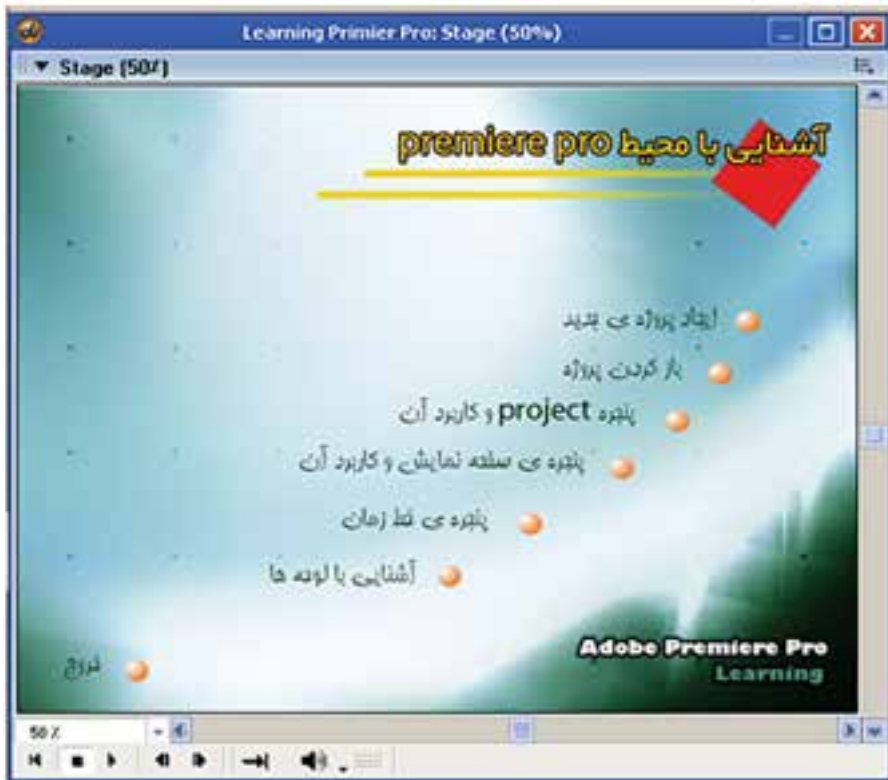 Learning Primier Pro: Stage (50%)
Stage (50%)
آشنایی با محیط premiere pro
ایجاد پروژه ی جدید
باز کردن پروژه
پنجره project و کاربرد آن
پنجره ی صفحه نمایش و کاربرد آن
پنجره ی خط زمان
آشنایی با لوحه ها
خروج
Adobe Premiere Pro
Learning
50 %